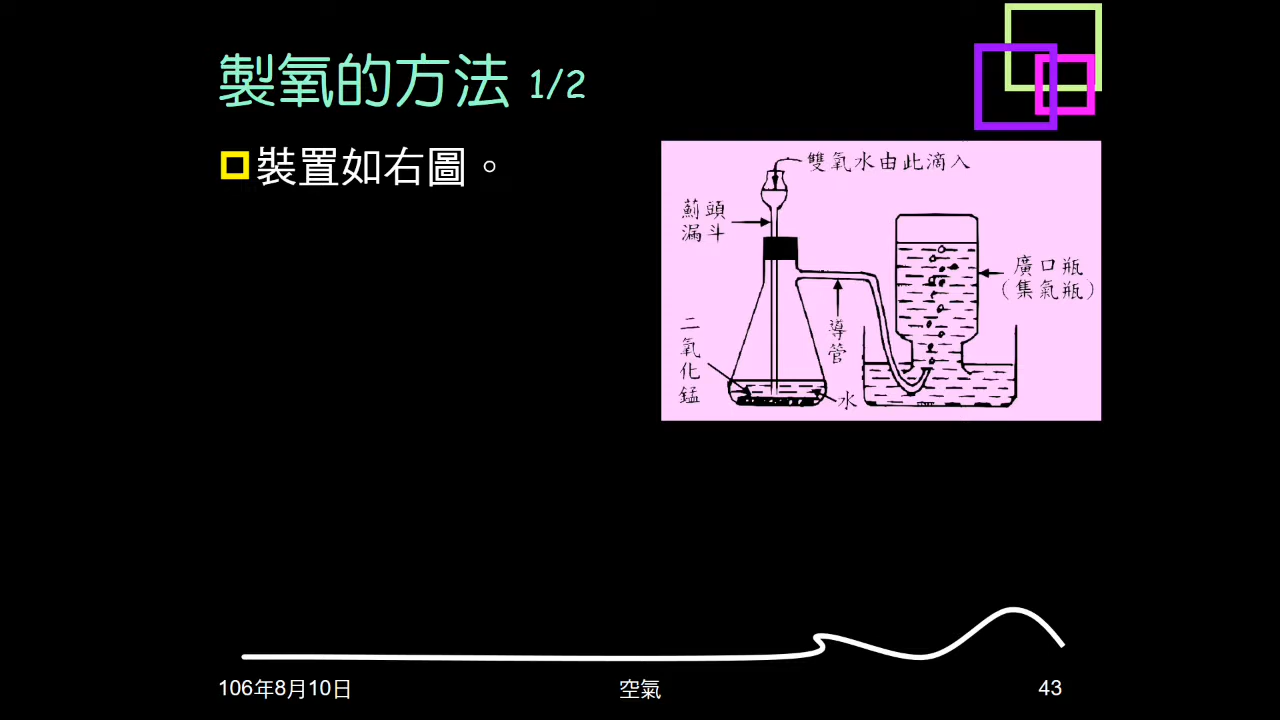 製氧的方法 1/2
裝置如右圖。
雙氧水由此滴入
薊頭
漏斗
廣口瓶
(集氣瓶)
導管
二氧化錳
水
106年8月10日
空氣
43